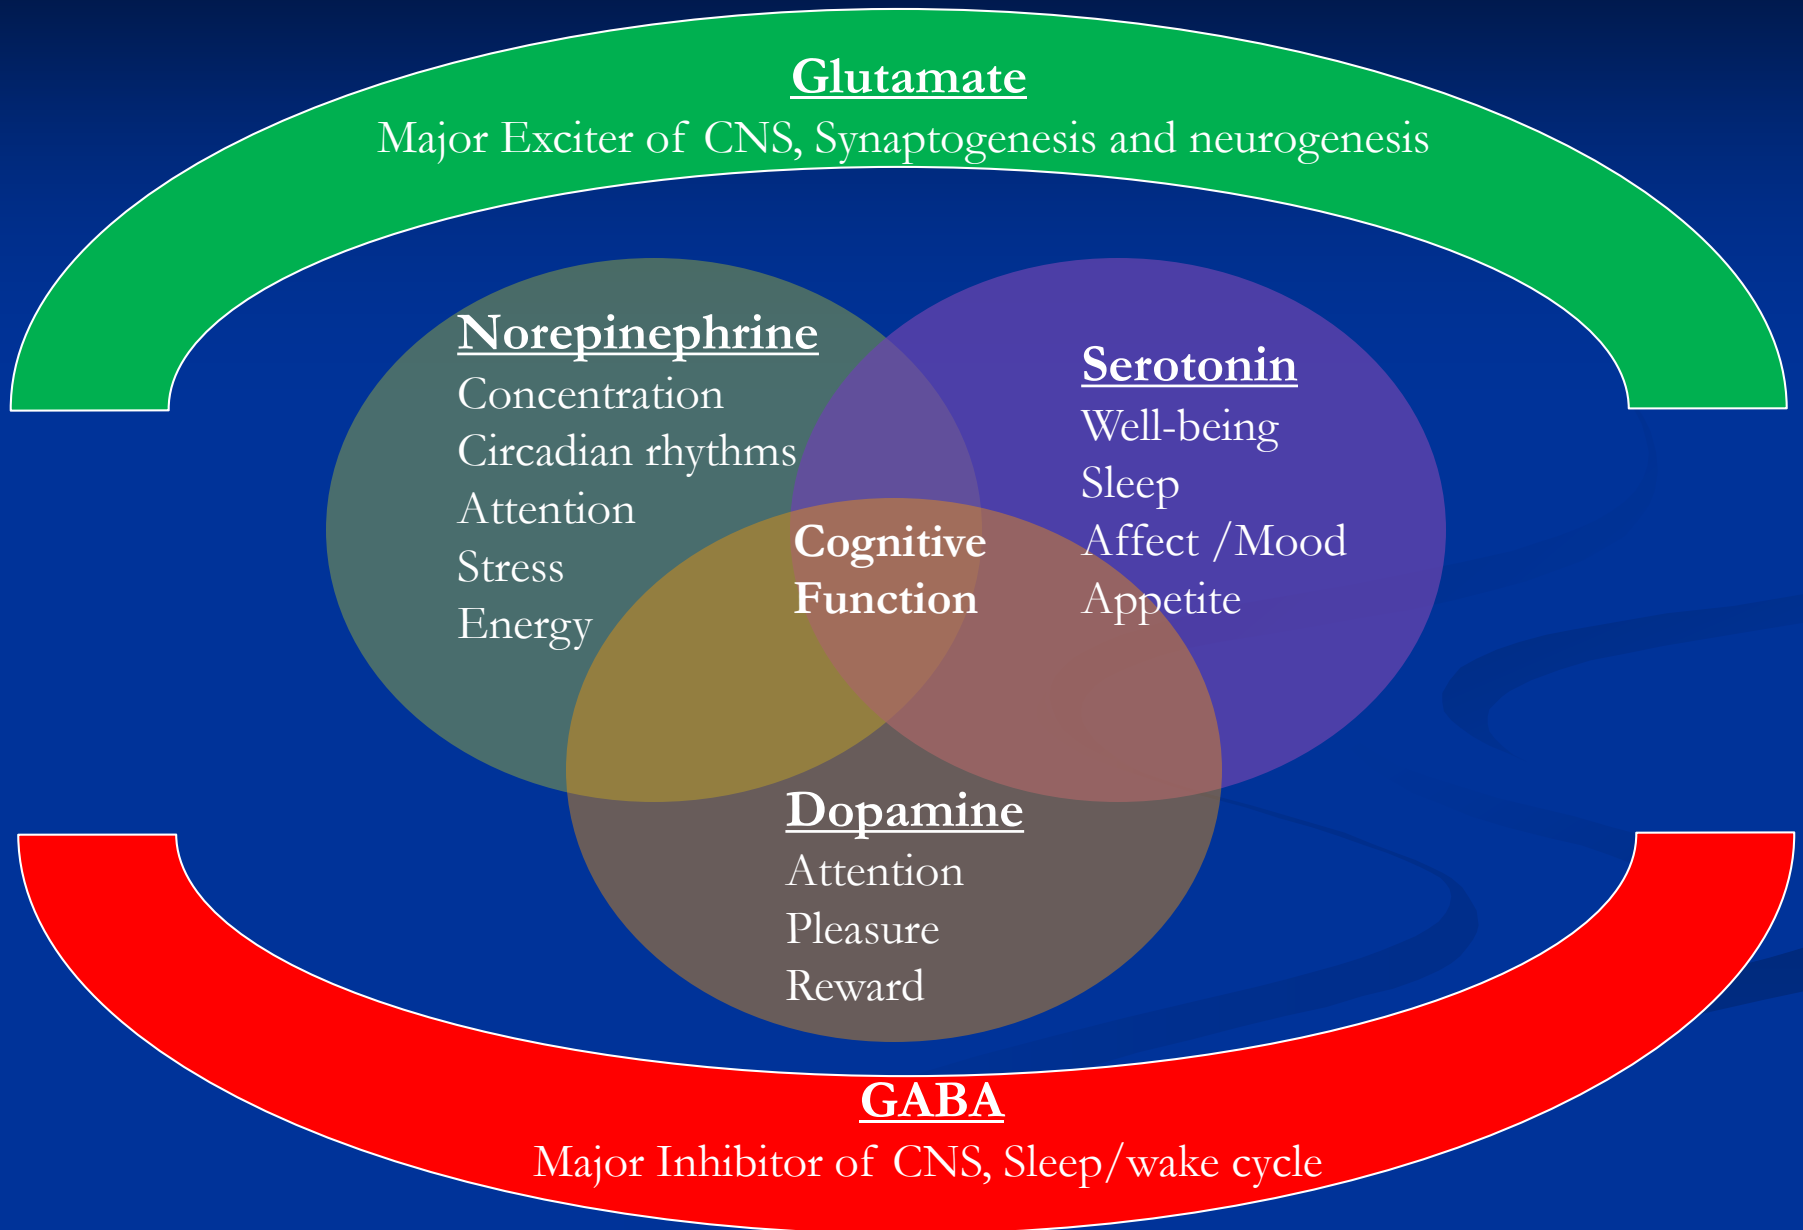 Glutamate
Major Exciter of CNS, Synaptogenesis and neurogenesis
Norepinephrine
Concentration
Circadian rhythms
Attention
Stress
Energy
Serotonin
Well-being
Sleep
Affect /Mood
Appetite
Cognitive
Function
Dopamine
Attention
Pleasure
Reward
GABA
Major Inhibitor of CNS, Sleep/wake cycle